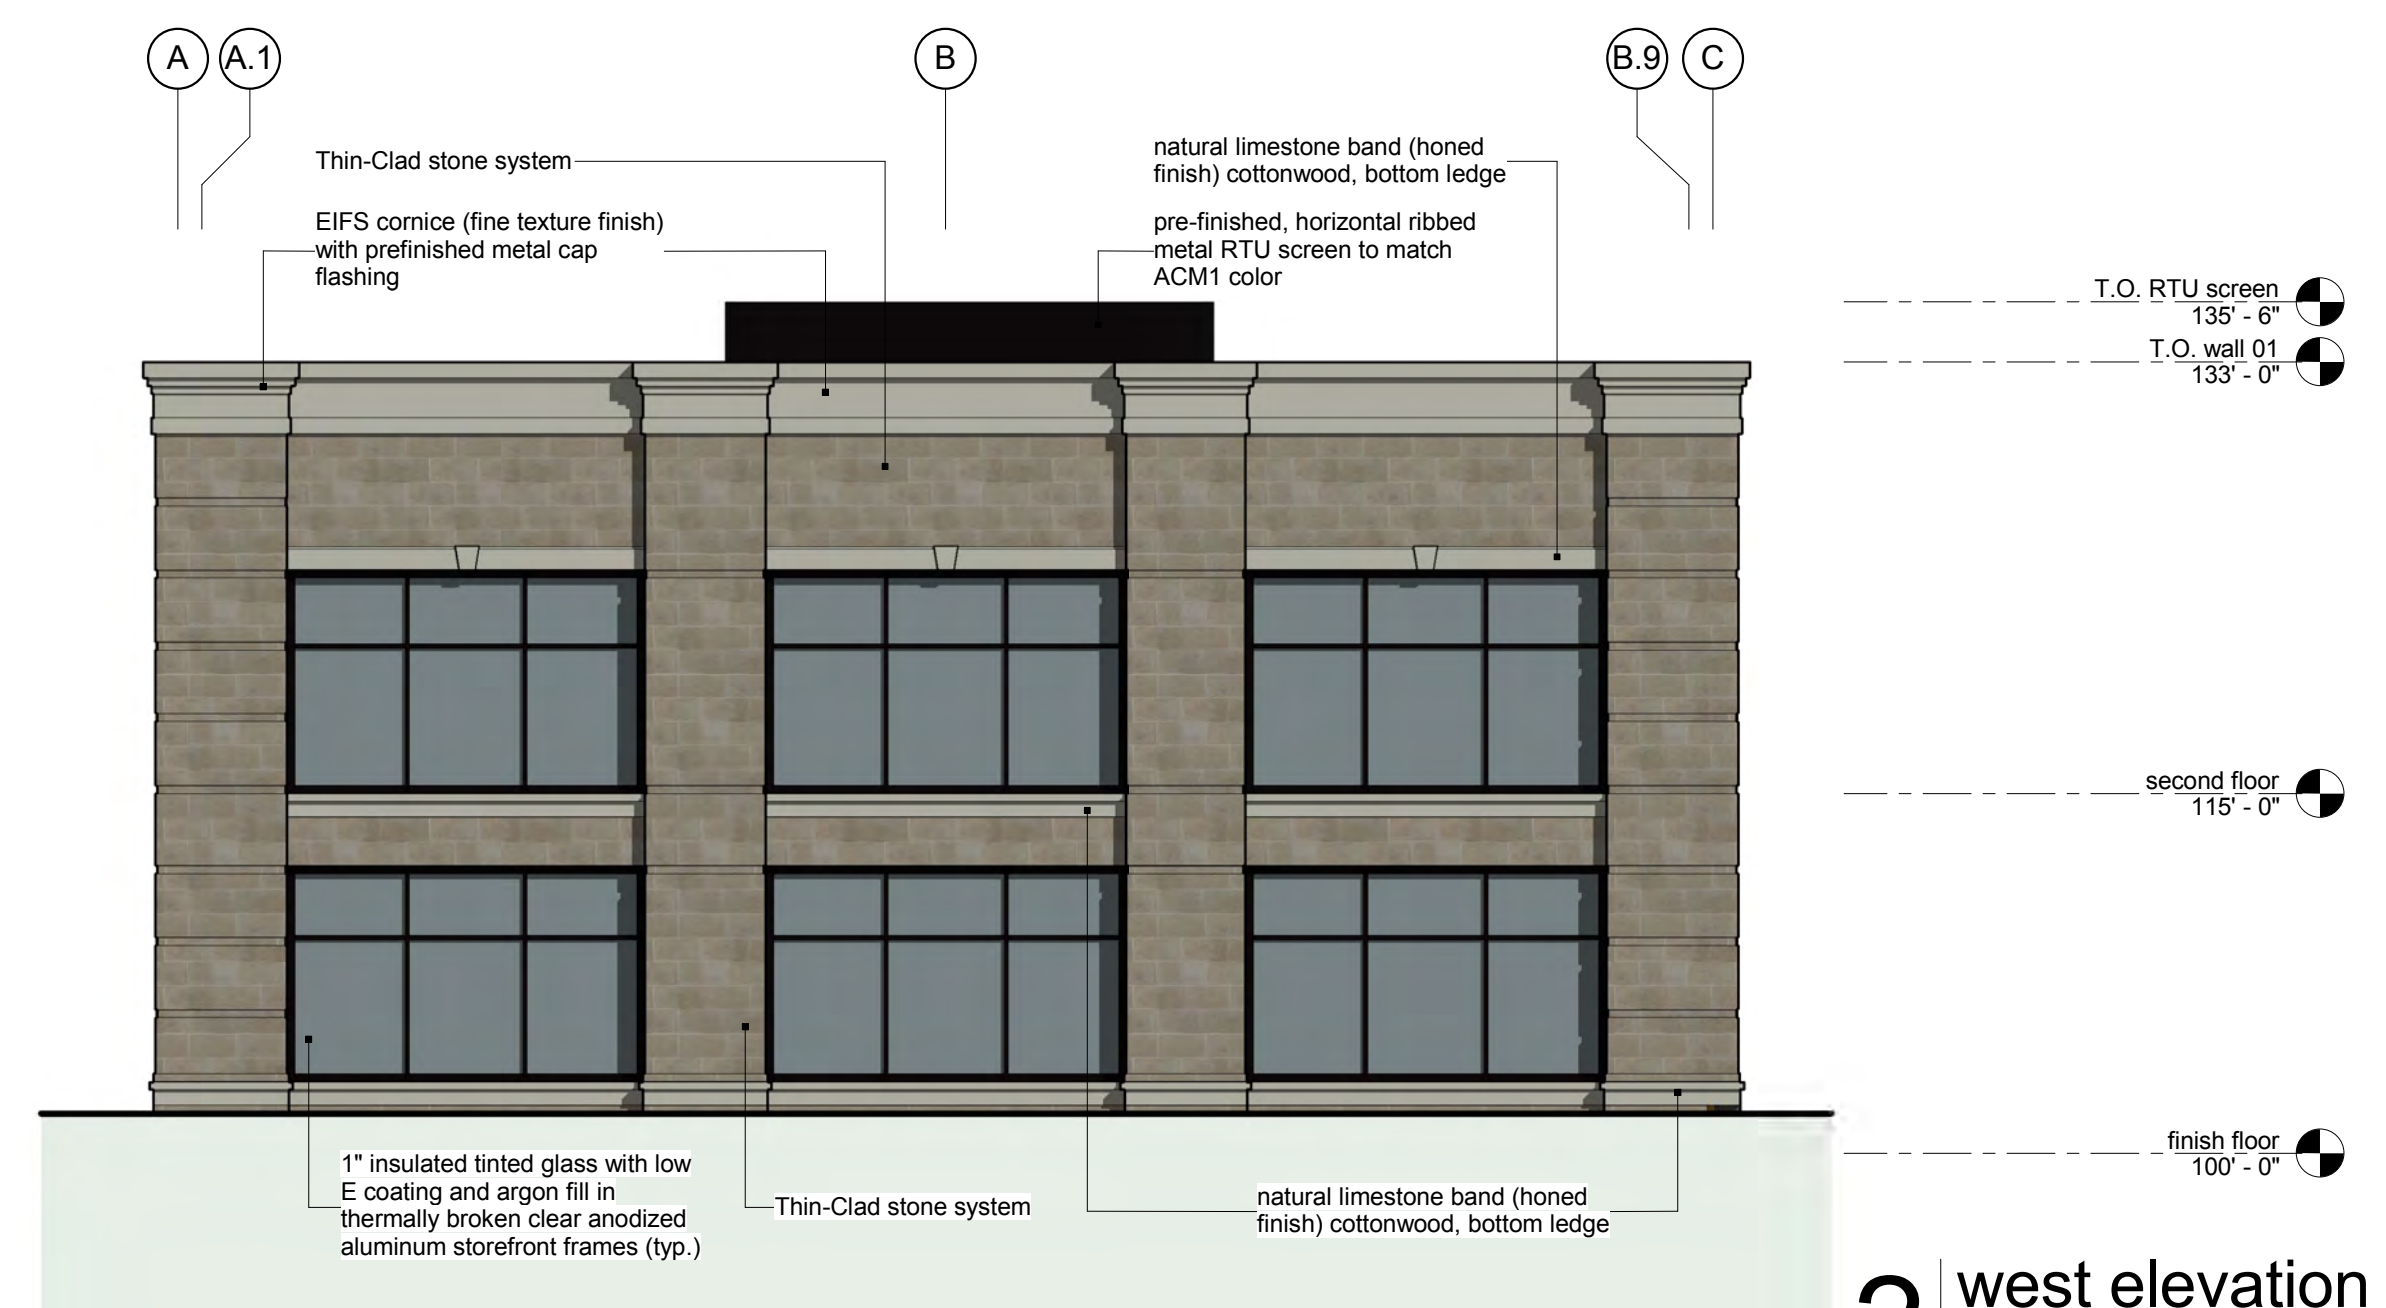 A
A.1
B
B.9
C
Thin-Clad stone system
natural limestone band (honed
finish) cottonwood, bottom ledge
EIFS cornice (fine texture finish)
with prefinished metal cap
flashing
pre-finished, horizontal ribbed
metal RTU screen to match
ACM1 color
T.O. RTU screen
135' - 6"
T.O. wall 01
133' - 0"
second floor
115' - 0"
finish floor
100' - 0"
1" insulated tinted glass with low
E coating and argon fill in
thermally broken clear anodized
aluminum storefront frames (typ.)
Thin-Clad stone system
natural limestone band (honed
finish) cottonwood, bottom ledge
west elevation